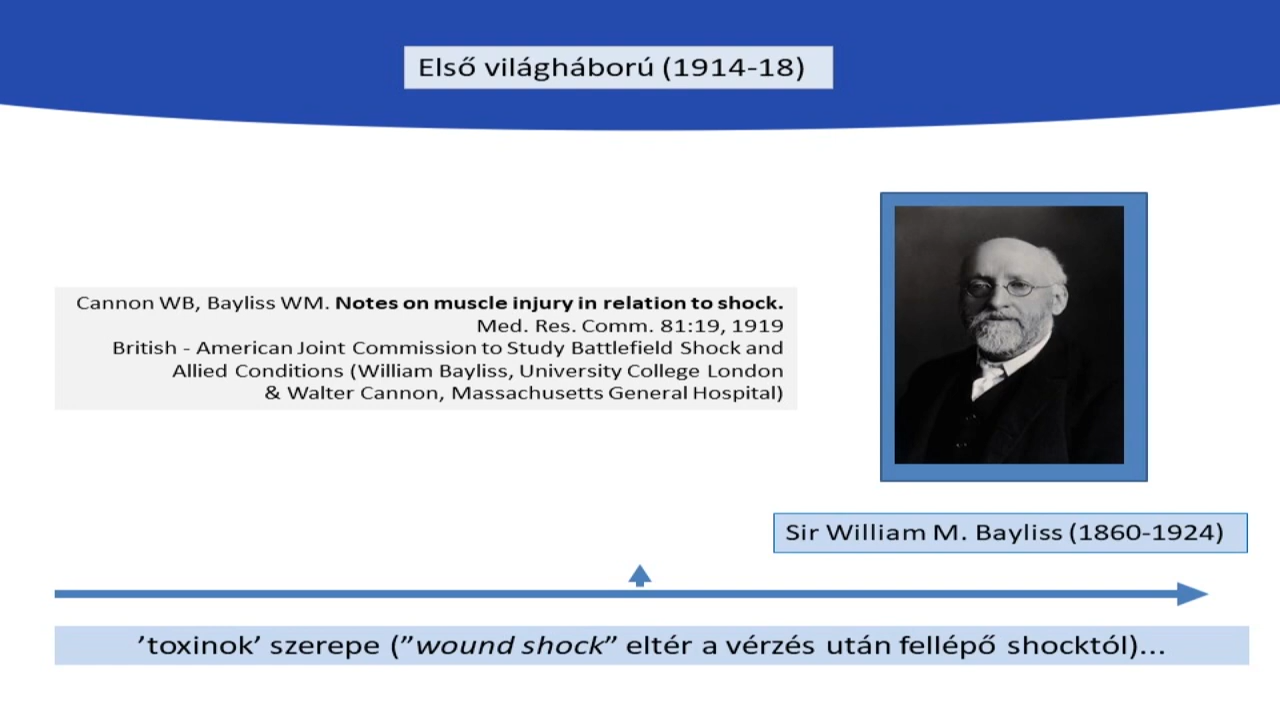 Első világháború (1914-18)
Cannon WB, Bayliss WM. Notes on muscle injury in relation to shock.
Med. Res. Comm. 81:19, 1919
British - American Joint Commission to Study Battlefield Shock and
Allied Conditions (William Bayliss, University College London
& Walter Cannon, Massachusetts General Hospital)
Sir William M. Bayliss (1860-1924)
’toxinok’ szerepe (”wound shock” eltér a vérzés után fellépő shocktól)...